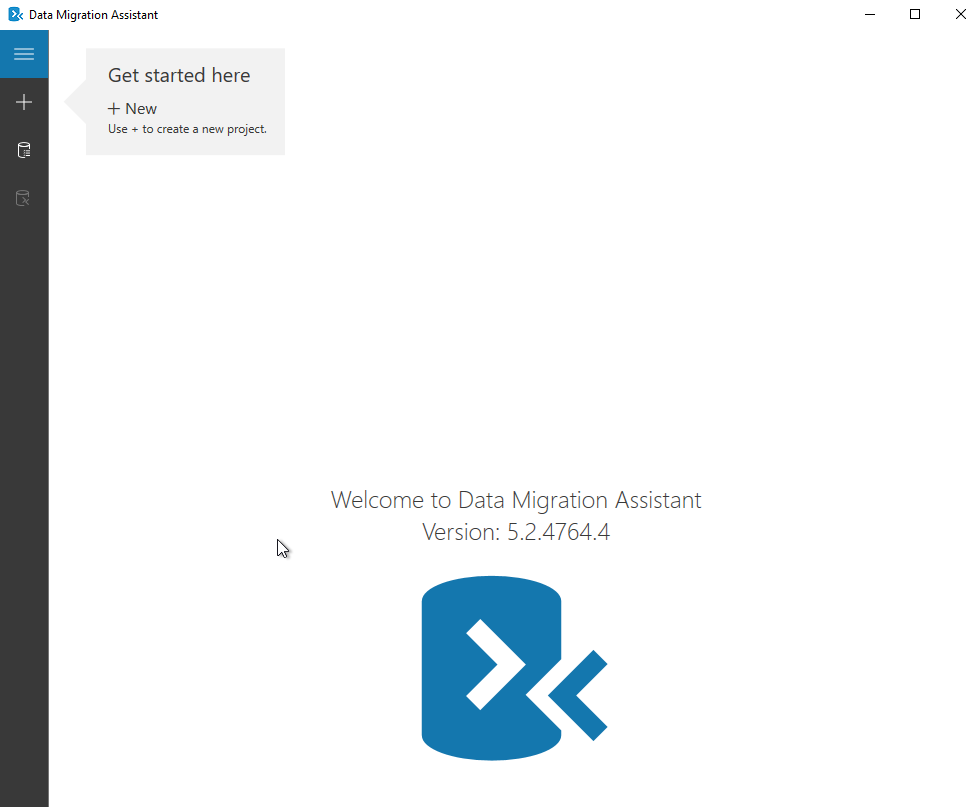 Data Migration Assistant
Get started here
+ New
Use + to create a new project.
Welcome to Data Migration Assistant
Version: 5.2.4764.4